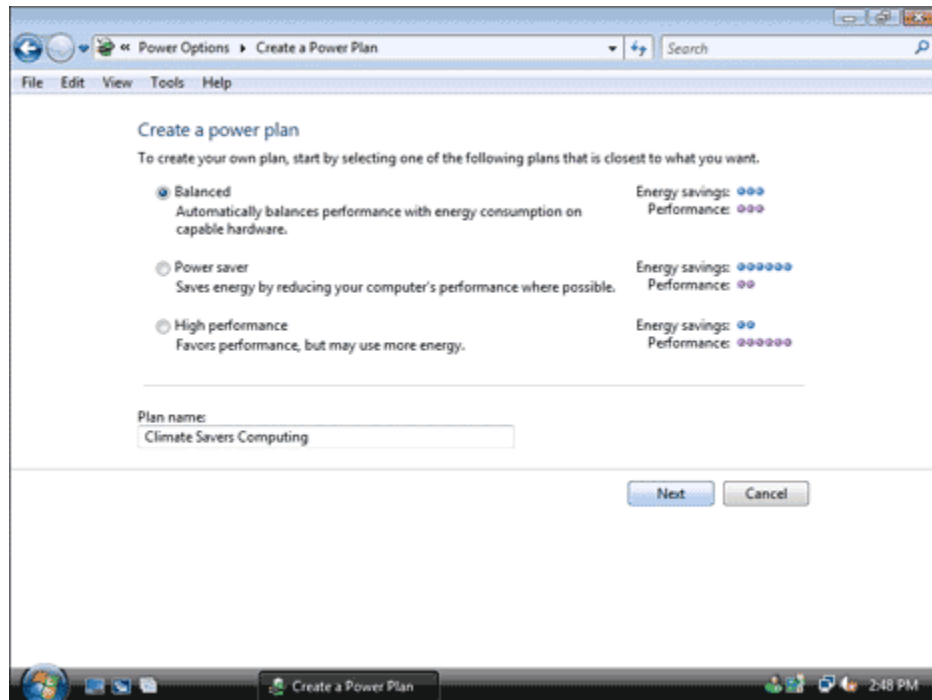 « Power Options Create a Power Plan Search
File Edit View Tools Help
Create a power plan
To create your own plan, start by selecting one of the following plans that is closest to what you want.
Balanced Energy savings:
Automatically balances performance with energy consumption on Performance:
capable hardware.
Power saver Energy savings:
Saves energy by reducing your computer's performance where possible. Performance:
High performance Energy savings:
Favors performance, but may use more energy. Performance:
Plan name:
Climate Savers Computing
Next Cancel
Create a Power Plan 2:48 PM